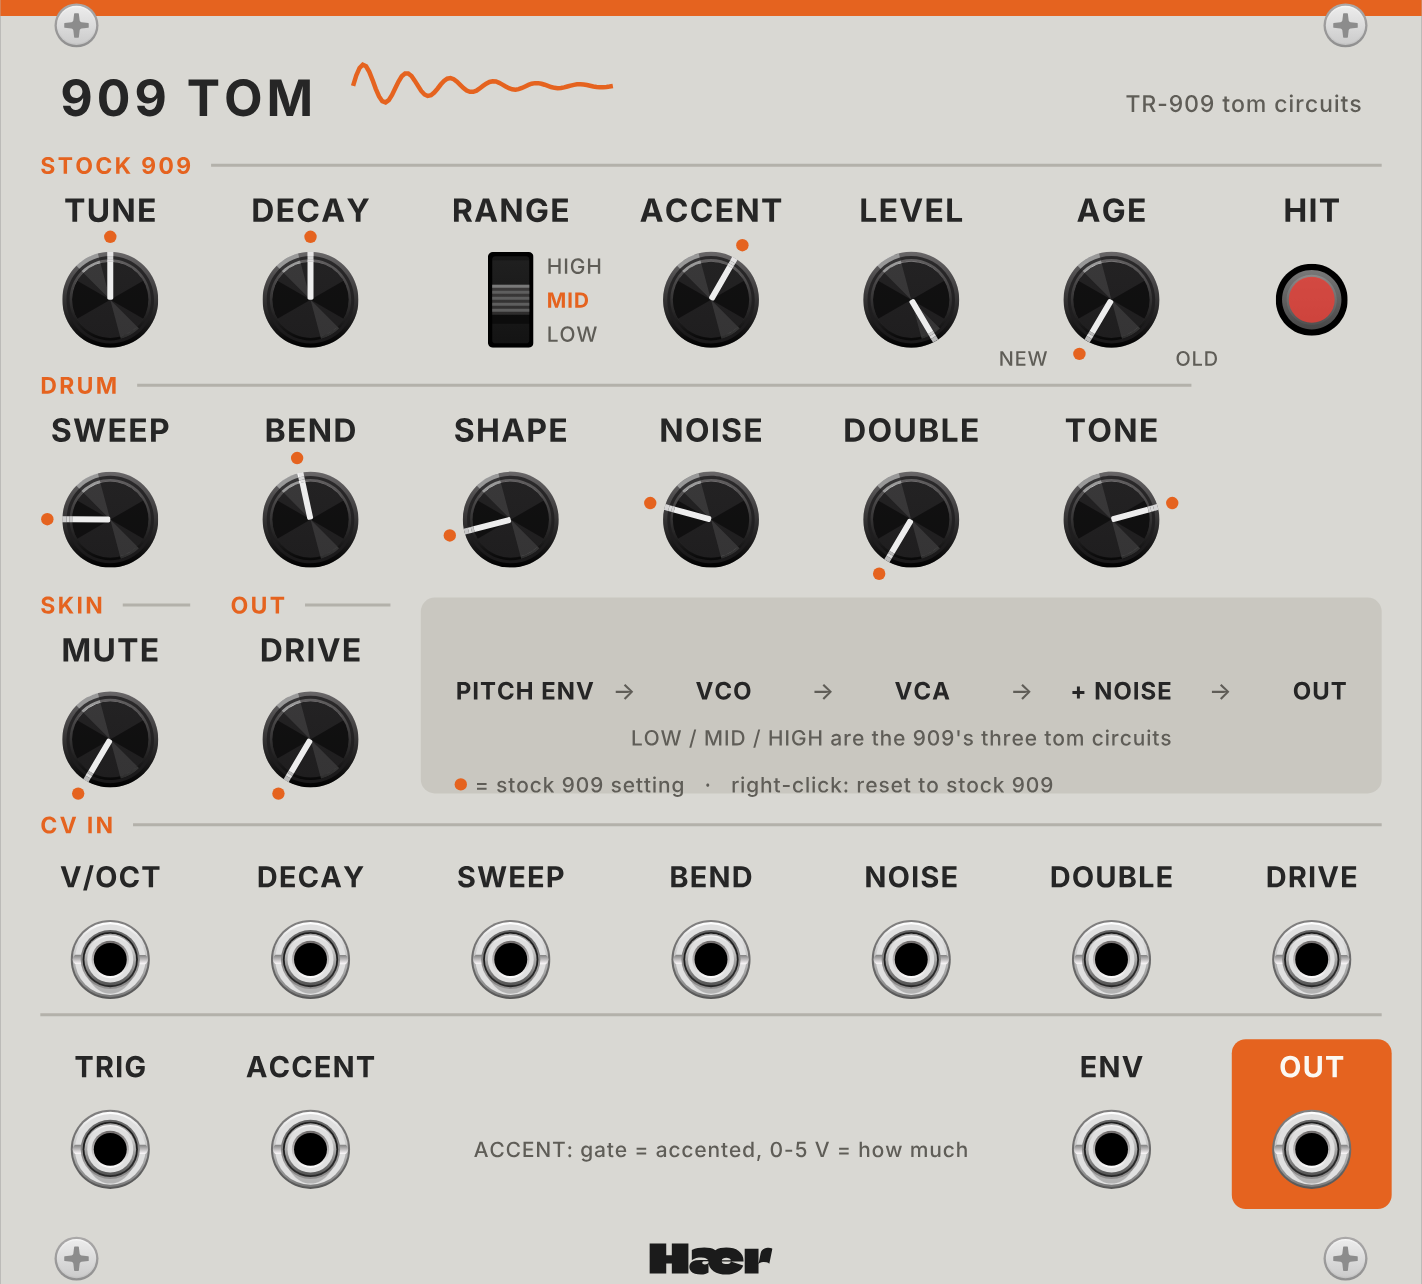 909 TOM
TR-909 tom circuits
STOCK 909
TUNE DECAY RANGE ACCENT LEVEL AGE HIT
HIGH
MID
LOW
NEW OLD
DRUM
SWEEP BEND SHAPE NOISE DOUBLE TONE
SKIN OUT
MUTE DRIVE
PITCH ENV → VCO → VCA → + NOISE → OUT
LOW / MID / HIGH are the 909's three tom circuits
= stock 909 setting · right-click: reset to stock 909
CV IN
V/OCT DECAY SWEEP BEND NOISE DOUBLE DRIVE
TRIG ACCENT ENV OUT
ACCENT: gate = accented, 0-5 V = how much
Hær